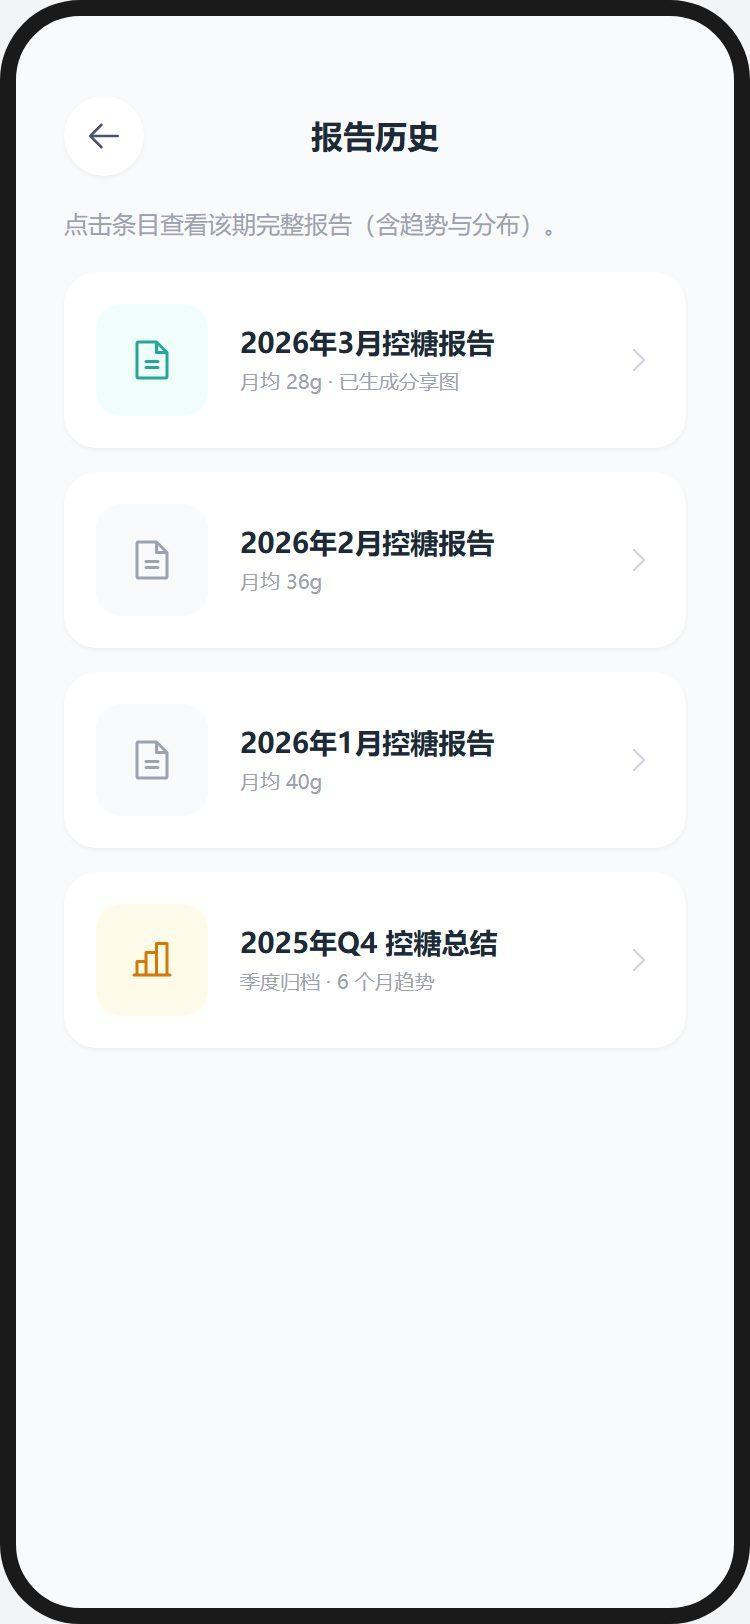 报告历史
点击条目查看该期完整报告（含趋势与分布）。
2026年3月控糖报告
月均 28g · 已生成分享图
2026年2月控糖报告
月均 36g
2026年1月控糖报告
月均 40g
2025年Q4 控糖总结
季度归档 · 6 个月趋势